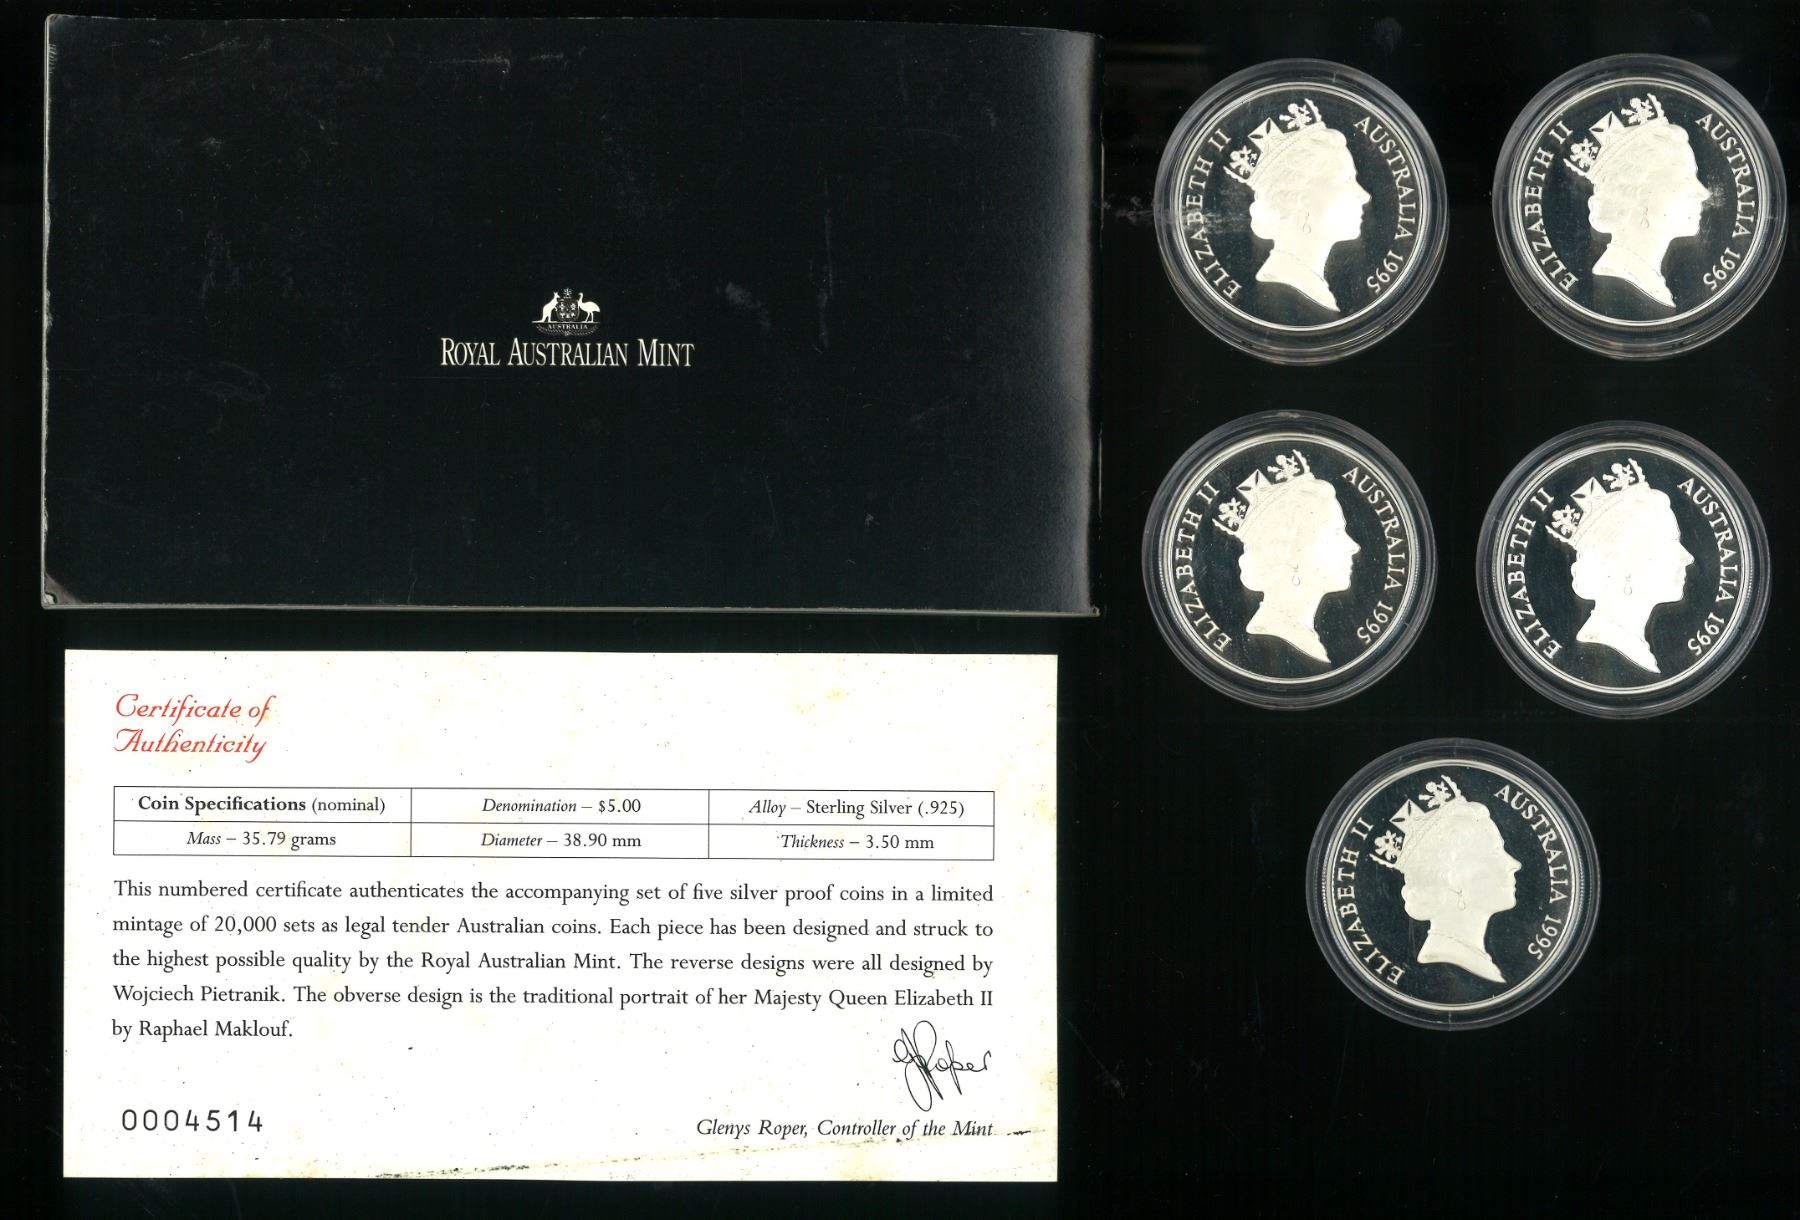 AUSTRALIA
ROYAL AUSTRALIAN MINT
ELIZABETH II AUSTRALIA 1995
ELIZABETH II AUSTRALIA 1995
ELIZABETH II AUSTRALIA 1995
ELIZABETH II AUSTRALIA 1995
ELIZABETH II AUSTRALIA 1995
Certificate of
Authenticity
Coin Specifications (nominal) Denomination – $5.00 Alloy – Sterling Silver (.925)
Mass – 35.79 grams Diameter – 38.90 mm Thickness – 3.50 mm
This numbered certificate authenticates the accompanying set of five silver proof coins in a limited
mintage of 20,000 sets as legal tender Australian coins. Each piece has been designed and struck to
the highest possible quality by the Royal Australian Mint. The reverse designs were all designed by
Wojciech Pietranik. The obverse design is the traditional portrait of her Majesty Queen Elizabeth II
by Raphael Maklouf.
G Roper
0004514
Glenys Roper, Controller of the Mint